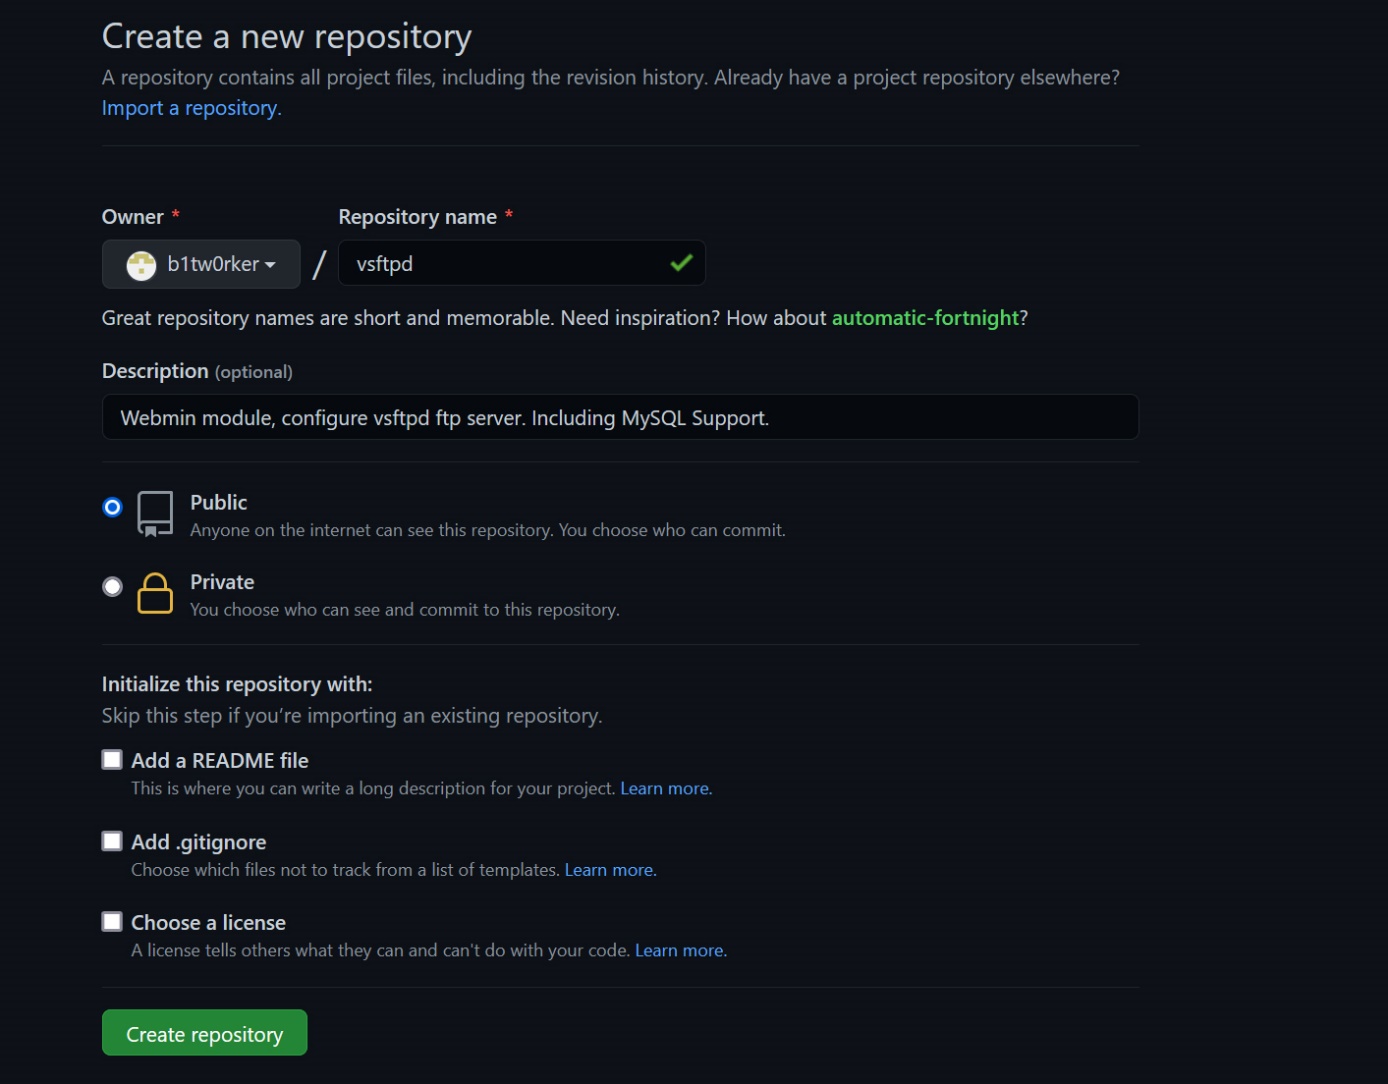 Create a new repository
A repository contains all project files, including the revision history. Already have a project repository elsewhere?
Import a repository.
Owner * Repository name *
b1tw0rker / vsftpd
Great repository names are short and memorable. Need inspiration? How about automatic-fortnight?
Description (optional)
Webmin module, configure vsftpd ftp server. Including MySQL Support.
Public
Anyone on the internet can see this repository. You choose who can commit.
Private
You choose who can see and commit to this repository.
Initialize this repository with:
Skip this step if you’re importing an existing repository.
Add a README file
This is where you can write a long description for your project. Learn more.
Add .gitignore
Choose which files not to track from a list of templates. Learn more.
Choose a license
A license tells others what they can and can't do with your code. Learn more.
Create repository